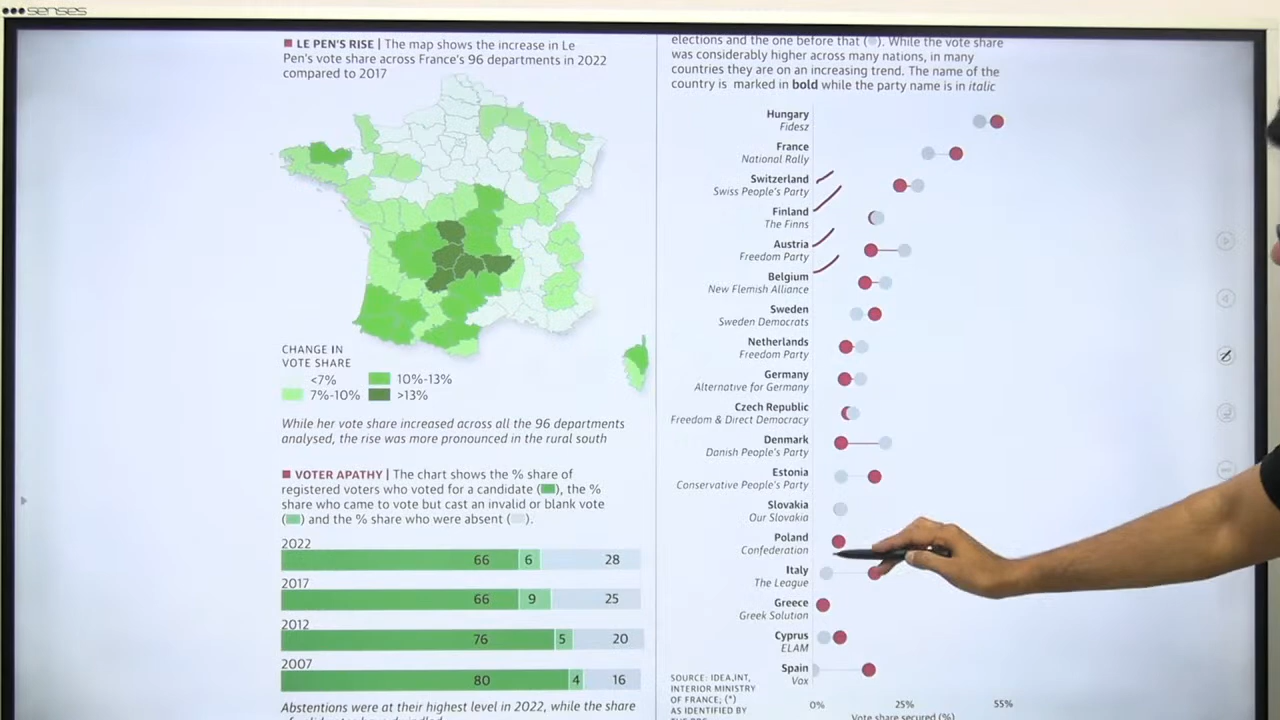 senses
LE PEN'S RISE | The map shows the increase in Le
Pen's vote share across France's 96 departments in 2022
compared to 2017
CHANGE IN
VOTE SHARE
<7% 10%-13%
7%-10% >13%
While her vote share increased across all the 96 departments
analysed, the rise was more pronounced in the rural south
VOTER APATHY | The chart shows the % share of
registered voters who voted for a candidate ( ), the %
share who came to vote but cast an invalid or blank vote
( ) and the % share who were absent ( ).
2022
66 6 28
2017
66 9 25
2012
76 5 20
2007
80 4 16
Abstentions were at their highest level in 2022, while the share
elections and the one before that ( ). While the vote share
was considerably higher across many nations, in many
countries they are on an increasing trend. The name of the
country is marked in bold while the party name is in italic
Hungary
Fidesz
France
National Rally
Switzerland
Swiss People's Party
Finland
The Finns
Austria
Freedom Party
Belgium
New Flemish Alliance
Sweden
Sweden Democrats
Netherlands
Freedom Party
Germany
Alternative for Germany
Czech Republic
Freedom & Direct Democracy
Denmark
Danish People's Party
Estonia
Conservative People's Party
Slovakia
Our Slovakia
Poland
Confederation
Italy
The League
Greece
Greek Solution
Cyprus
ELAM
Spain
Vox
0% 25% 55%
Vote share secured (%)
SOURCE: IDEA,INT,
INTERIOR MINISTRY
OF FRANCE; (*)
AS IDENTIFIED BY